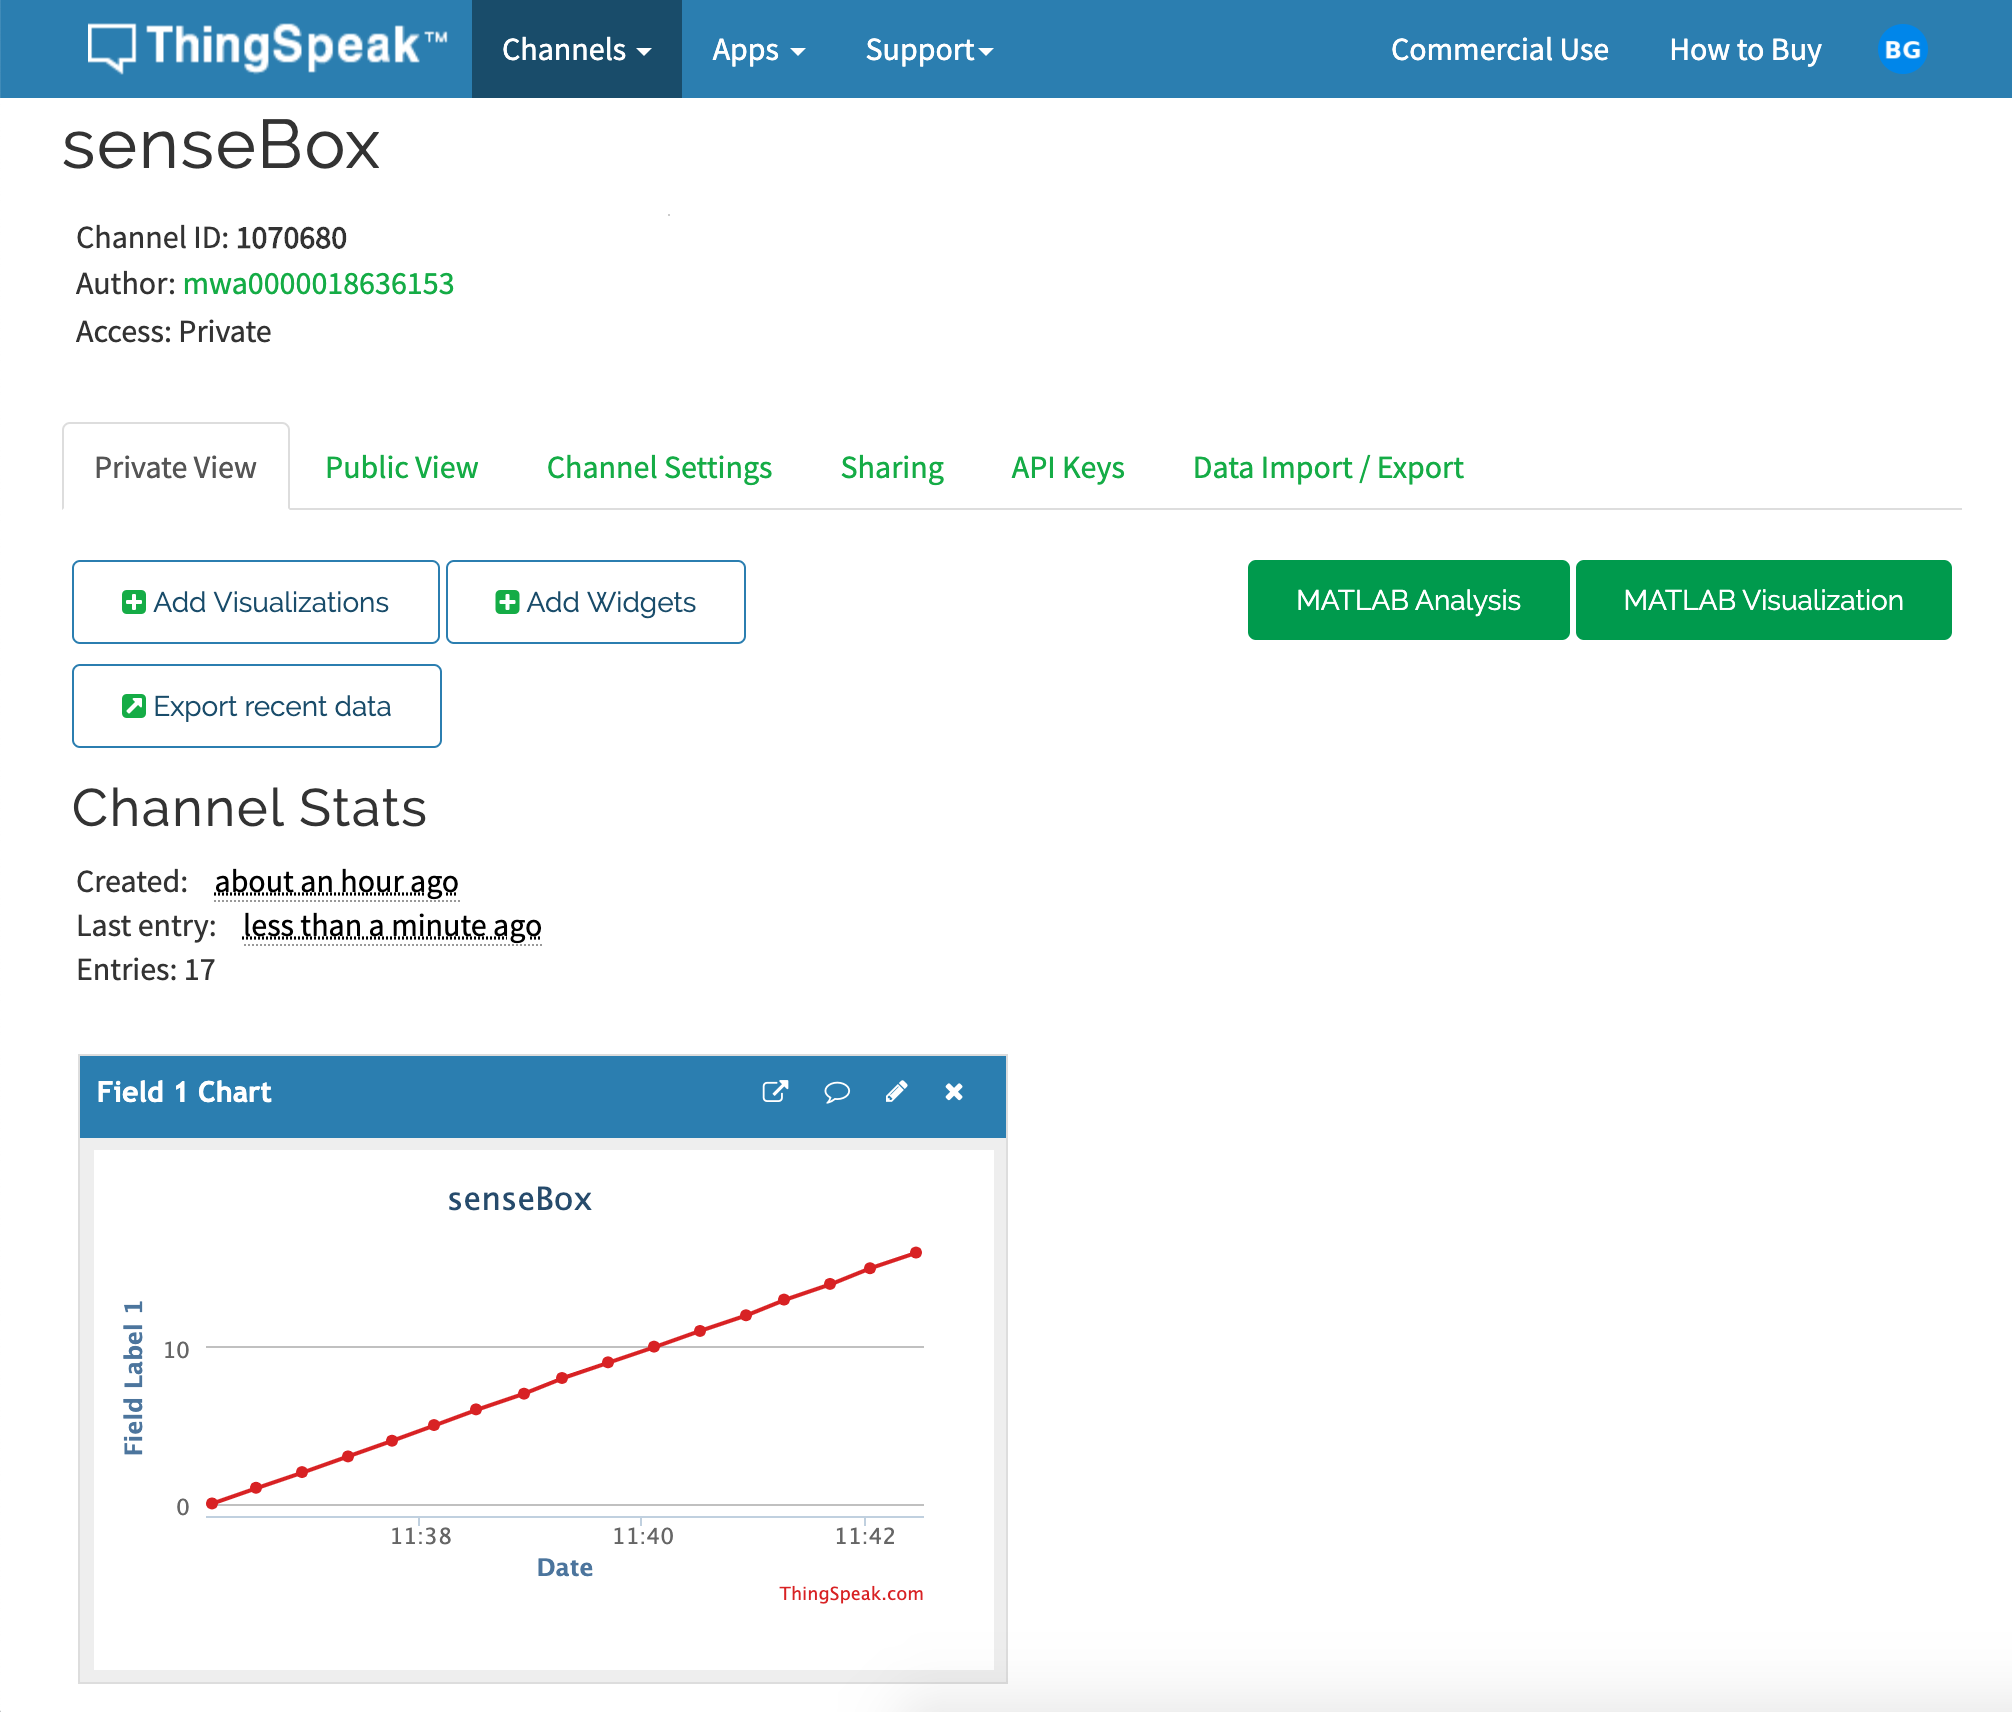 ThingSpeak™ Channels Apps Support Commercial Use How to Buy BG
senseBox
Channel ID: 1070680
Author: mwa0000018636153
Access: Private
Private View Public View Channel Settings Sharing API Keys Data Import / Export
Add Visualizations Add Widgets MATLAB Analysis MATLAB Visualization
Export recent data
Channel Stats
Created: about an hour ago
Last entry: less than a minute ago
Entries: 17
Field 1 Chart
senseBox
Field Label 1
10
0
11:38 11:40 11:42
Date
ThingSpeak.com